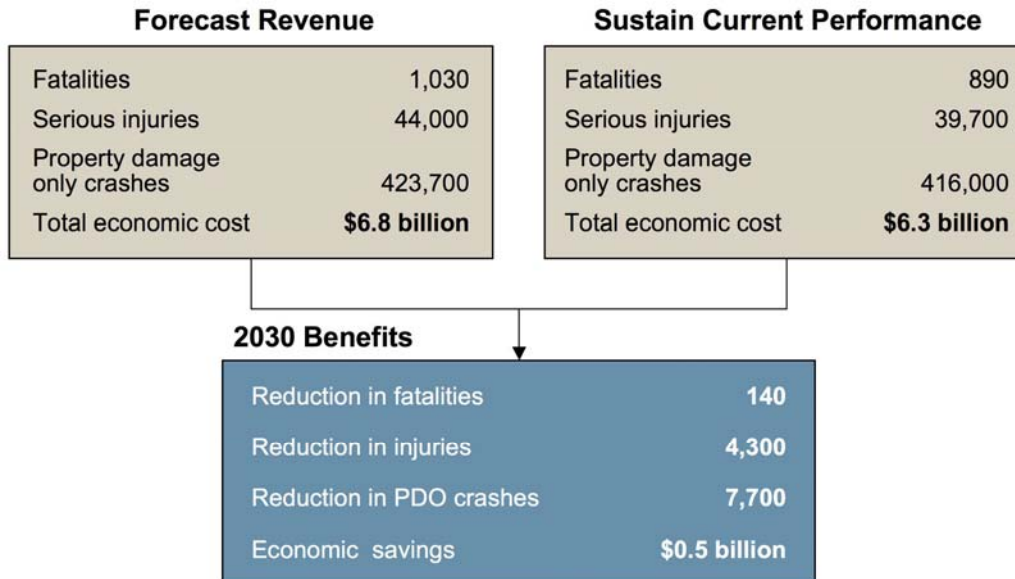 Forecast Revenue
Fatalities 1,030
Serious injuries 44,000
Property damage
only crashes 423,700
Total economic cost $6.8 billion
Sustain Current Performance
Fatalities 890
Serious injuries 39,700
Property damage
only crashes 416,000
Total economic cost $6.3 billion
2030 Benefits
Reduction in fatalities 140
Reduction in injuries 4,300
Reduction in PDO crashes 7,700
Economic savings $0.5 billion